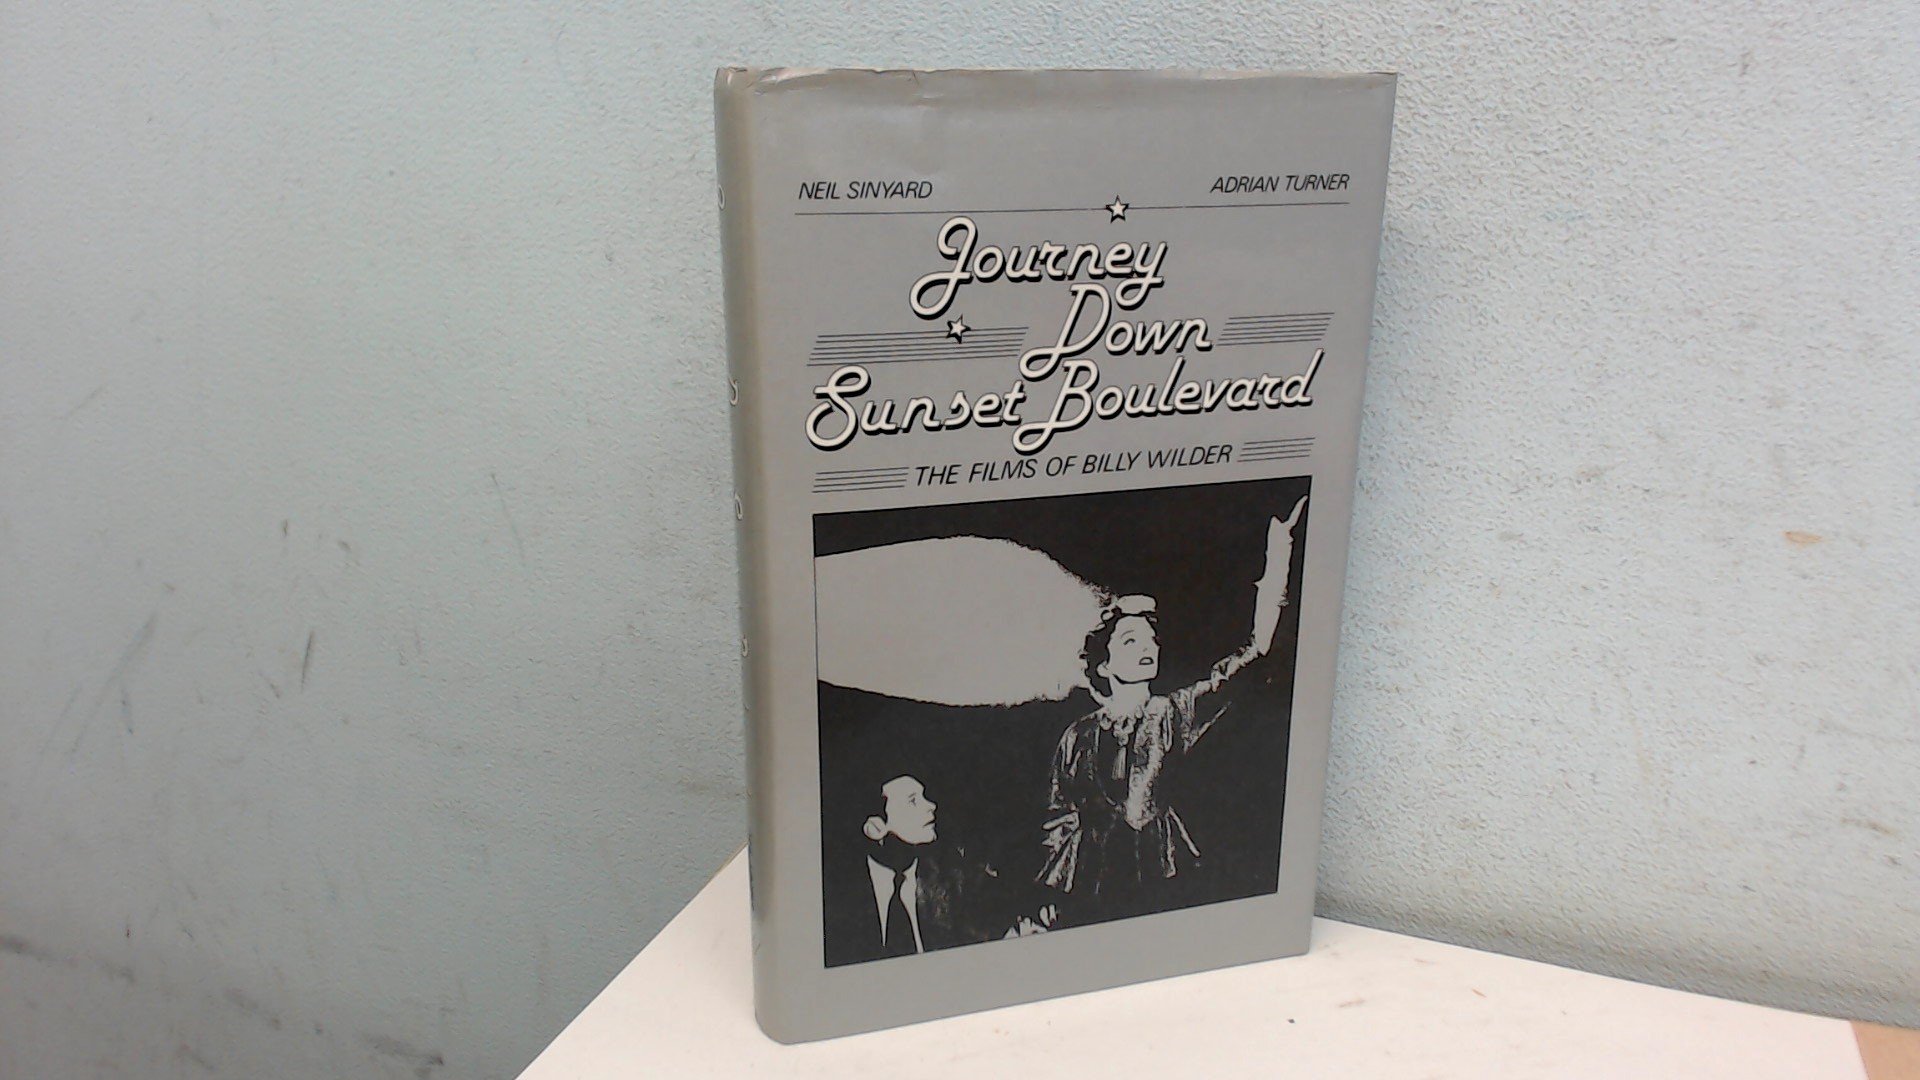 NEIL SINYARD
ADRIAN TURNER
Journey
Down
Sunset Boulevard
THE FILMS OF BILLY WILDER